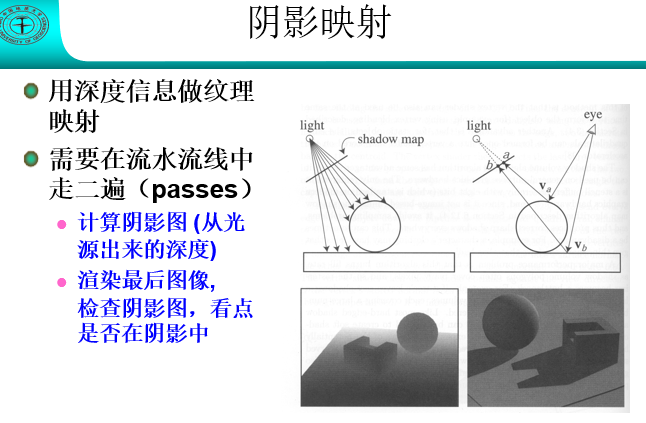 阴影映射
用深度信息做纹理
映射
需要在流水流线中
走二遍（passes）
计算阴影图 (从光
源出来的深度)
渲染最后图像,
检查阴影图，看点
是否在阴影中
light
shadow map
light
eye
a
b
va
vb